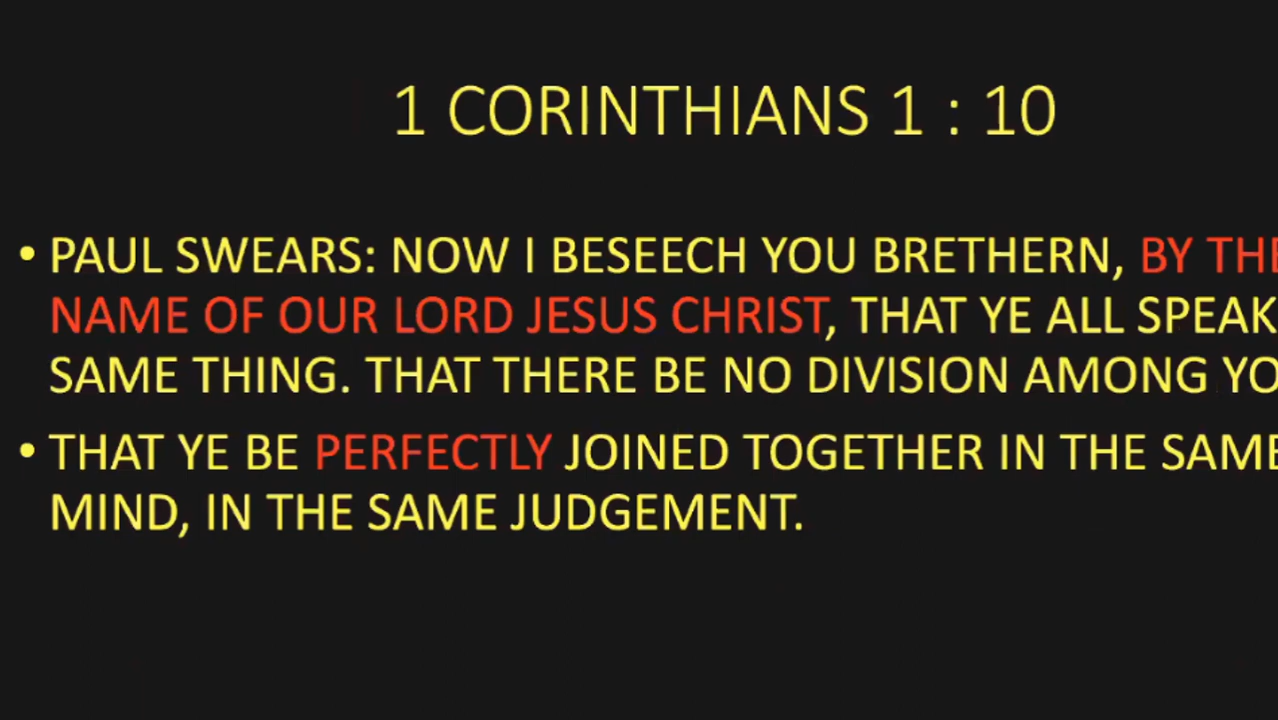 1 CORINTHIANS 1 : 10
• PAUL SWEARS: NOW I BESEECH YOU BRETHERN, BY THE
NAME OF OUR LORD JESUS CHRIST, THAT YE ALL SPEAK
SAME THING. THAT THERE BE NO DIVISION AMONG YO
• THAT YE BE PERFECTLY JOINED TOGETHER IN THE SAME
MIND, IN THE SAME JUDGEMENT.